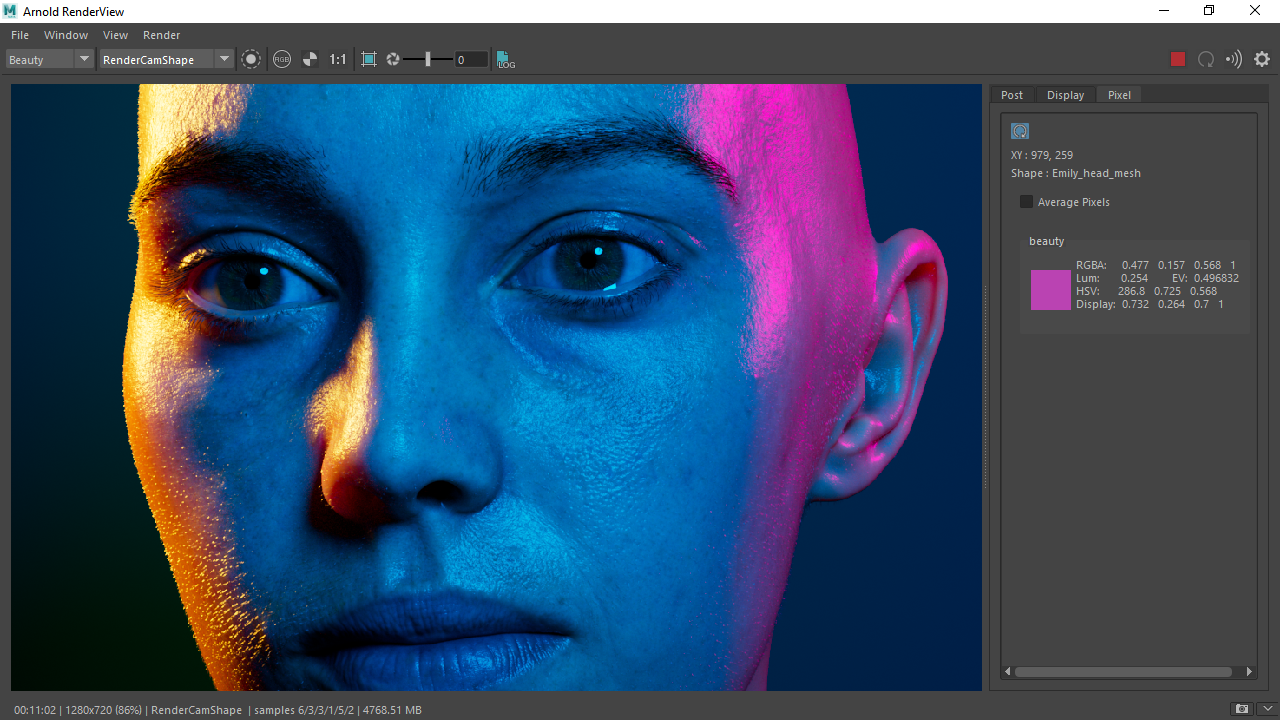 Arnold RenderView
File Window View Render
Beauty RenderCamShape RGB 1:1 0 LOG
Post Display Pixel
XY : 979, 259
Shape : Emily_head_mesh
Average Pixels
beauty
RGBA: 0.477 0.157 0.568 1
Lum: 0.254 EV: 0.496832
HSV: 286.8 0.725 0.568
Display: 0.732 0.264 0.7 1
00:11:02 | 1280x720 (86%) | RenderCamShape | samples 6/3/3/1/5/2 | 4768.51 MB